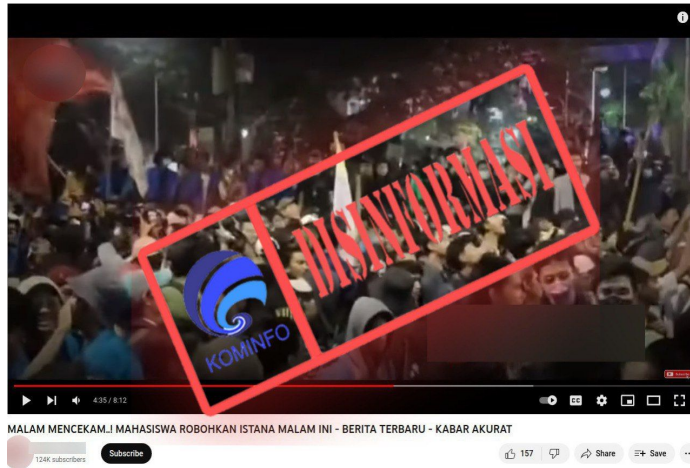 DISINFORMASI
KOMINFO
4:35 / 8:12
CC
MALAM MENCEKAM..! MAHASISWA ROBOHKAN ISTANA MALAM INI - BERITA TERBARU - KABAR AKURAT
124K subscribers
Subscribe
157
Share
Save